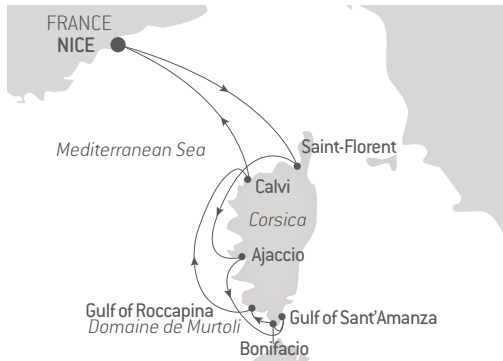 FRANCE
NICE
Saint-Florent
Mediterranean Sea
Calvi
Corsica
Ajaccio
Gulf of Roccapina
Domaine de Murtoli
Gulf of Sant'Amanza
Bonifacio